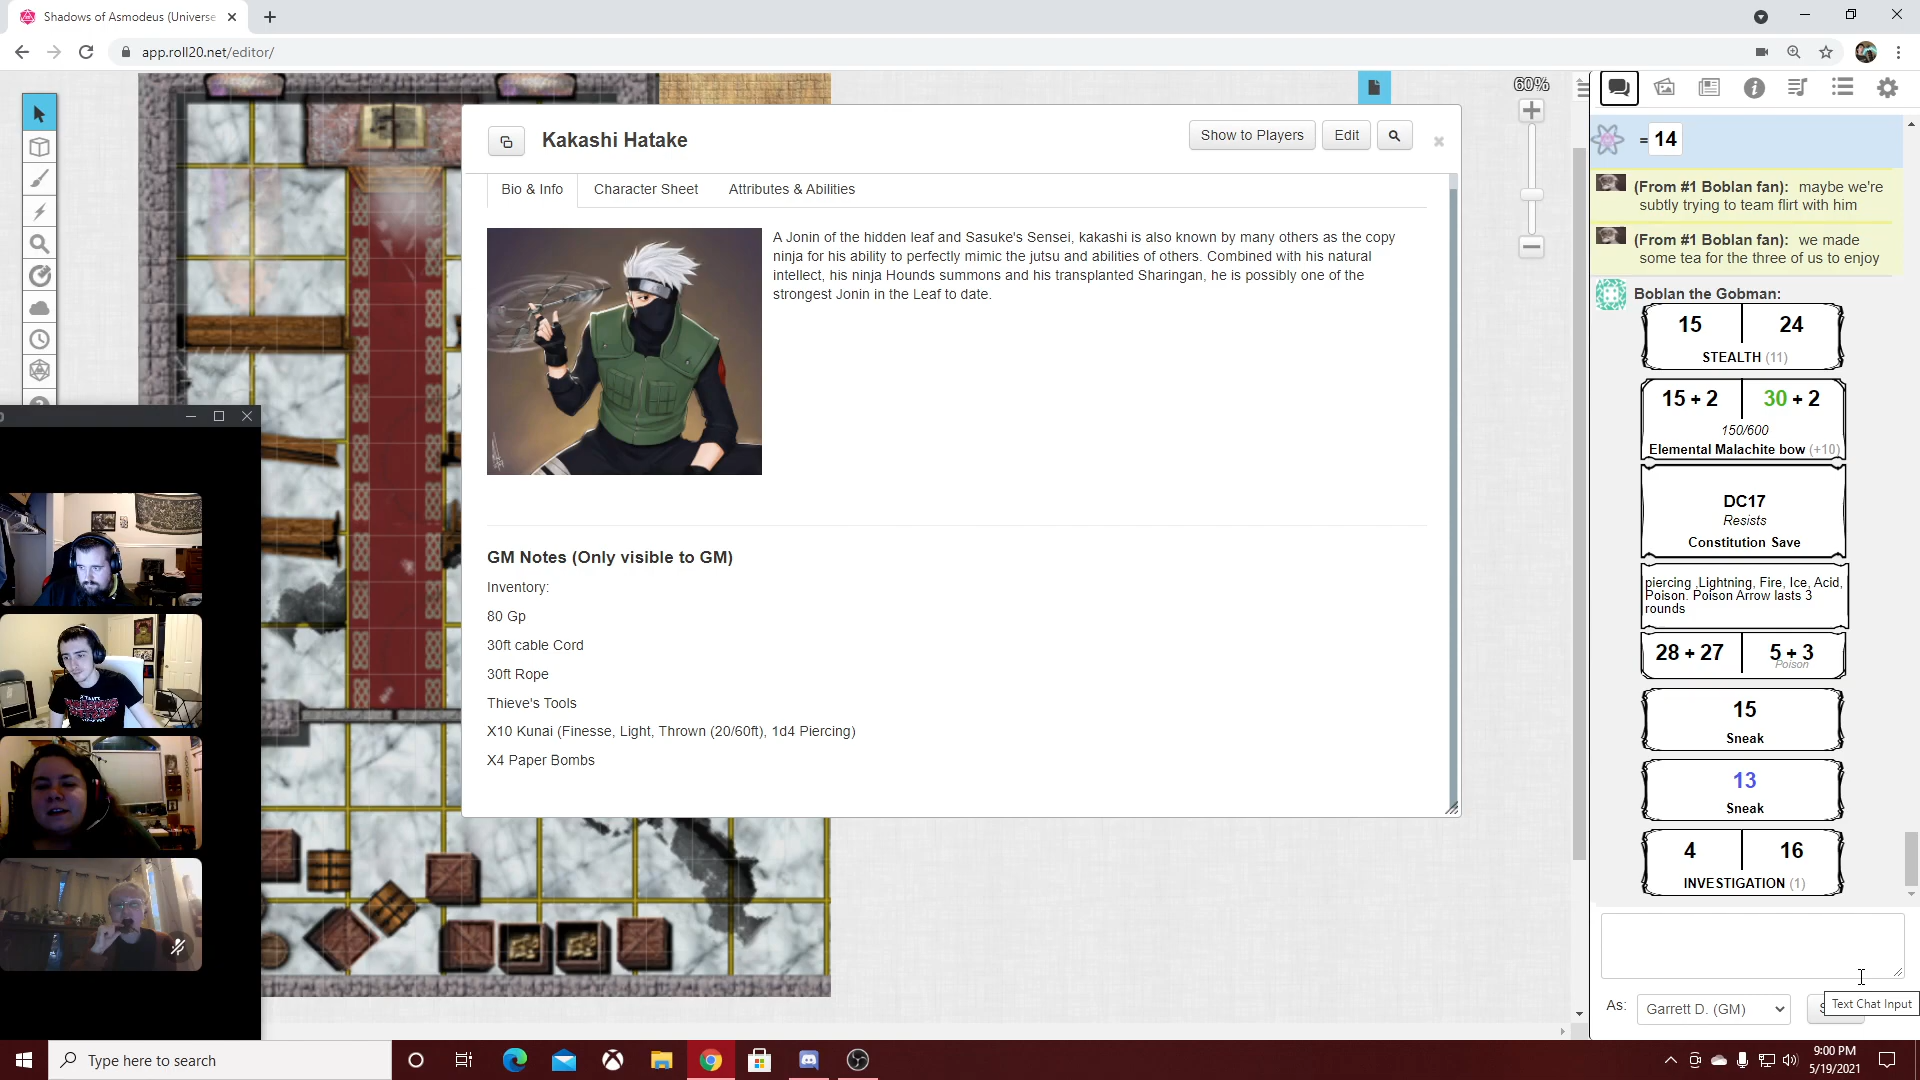 Shadows of Asmodeus (Universe
app.roll20.net/editor/
60%
Kakashi Hatake
Show to Players
Edit
Bio & Info
Character Sheet
Attributes & Abilities
A Jonin of the hidden leaf and Sasuke's Sensei, kakashi is also known by many others as the copy
ninja for his ability to perfectly mimic the jutsu and abilities of others. Combined with his natural
intellect, his ninja Hounds summons and his transplanted Sharingan, he is possibly one of the
strongest Jonin in the Leaf to date.
GM Notes (Only visible to GM)
Inventory:
80 Gp
30ft cable Cord
30ft Rope
Thieve's Tools
X10 Kunai (Finesse, Light, Thrown (20/60ft), 1d4 Piercing)
X4 Paper Bombs
= 14
(From #1 Boblan fan): maybe we're
subtly trying to team flirt with him
(From #1 Boblan fan): we made
some tea for the three of us to enjoy
Boblan the Gobman:
15 24
STEALTH (11)
15 + 2 30 + 2
150/600
Elemental Malachite bow (+10)
DC17
Resists
Constitution Save
piercing ,Lightning, Fire, Ice, Acid,
Poison. Poison Arrow lasts 3
rounds
28 + 27 5 + 3
Poison
15
Sneak
13
Sneak
4 16
INVESTIGATION (1)
As: Garrett D. (GM)
Text Chat Input
Type here to search
9:00 PM
5/19/2021